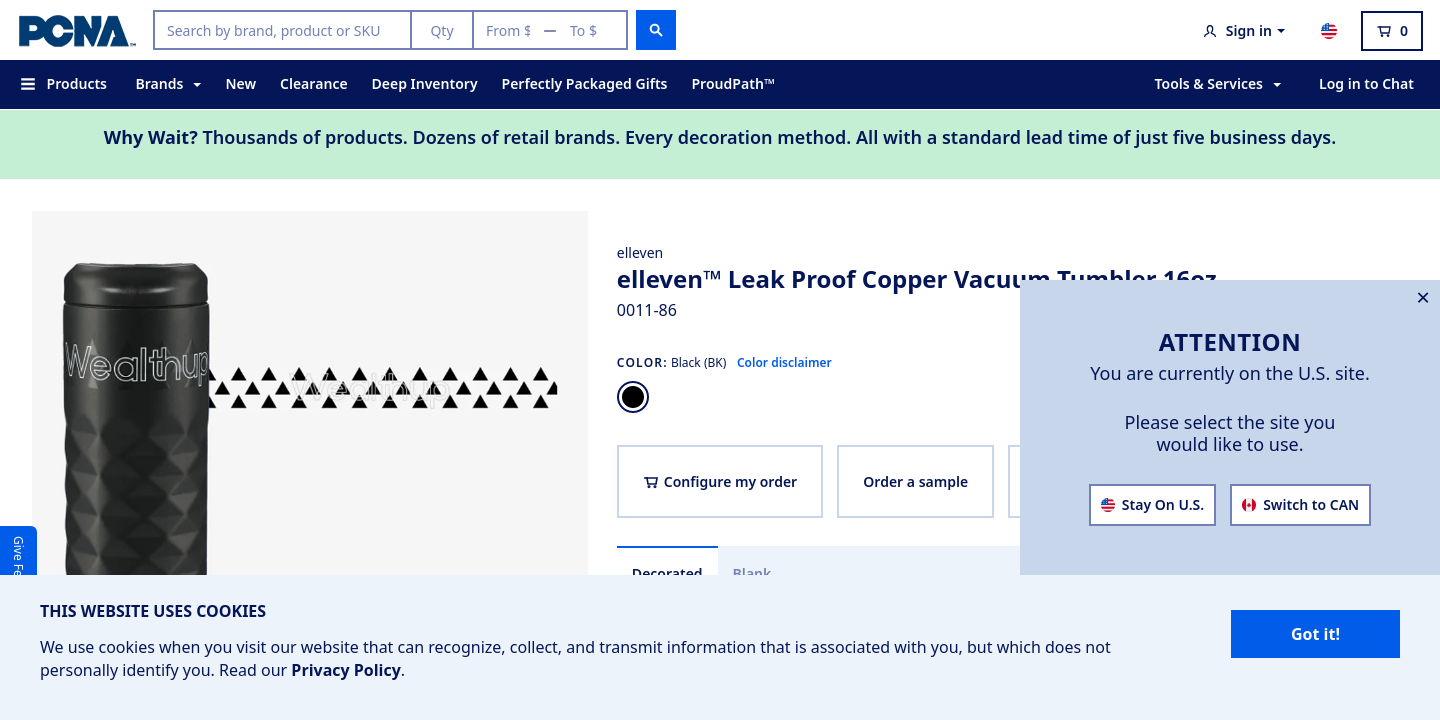 PCNA™
Search by brand, product or SKU
Qty
From $ — To $
Sign in
0
Products
Brands
New
Clearance
Deep Inventory
Perfectly Packaged Gifts
ProudPath™
Tools & Services
Log in to Chat
Why Wait? Thousands of products. Dozens of retail brands. Every decoration method. All with a standard lead time of just five business days.
Wealthup
Wealthup
elleven
elleven™ Leak Proof Copper Vacuum Tumbler 16oz
0011-86
COLOR: Black (BK) Color disclaimer
Configure my order
Order a sample
Decorated
Blank
ATTENTION
You are currently on the U.S. site.
Please select the site you
would like to use.
Stay On U.S.
Switch to CAN
Give
THIS WEBSITE USES COOKIES
We use cookies when you visit our website that can recognize, collect, and transmit information that is associated with you, but which does not
personally identify you. Read our Privacy Policy.
Got it!